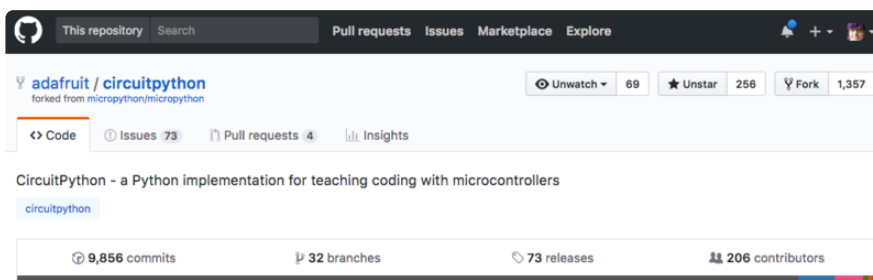 This repository Search Pull requests Issues Marketplace Explore
adafruit / circuitpython Unwatch 69 Unstar 256 Fork 1,357
forked from micropython/micropython
Code Issues 73 Pull requests 4 Insights
CircuitPython - a Python implementation for teaching coding with microcontrollers
circuitpython
9,856 commits 32 branches 73 releases 206 contributors